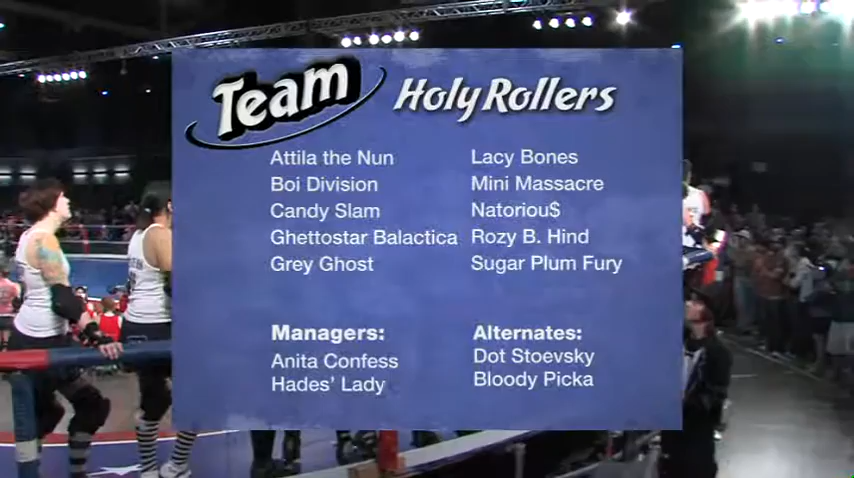 Team Holy Rollers
Attila the Nun
Boi Division
Candy Slam
Ghettostar Balactica
Grey Ghost
Lacy Bones
Mini Massacre
Natoriou$
Rozy B. Hind
Sugar Plum Fury
Managers:
Anita Confess
Hades' Lady
Alternates:
Dot Stoevsky
Bloody Picka